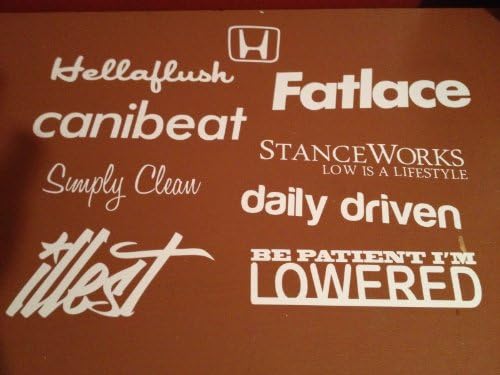 Hellaflush
Fatlace
canibeat
STANCEWORKS
LOW IS A LIFESTYLE
Simply Clean
daily driven
illest
BE PATIENT I'M
LOWERED